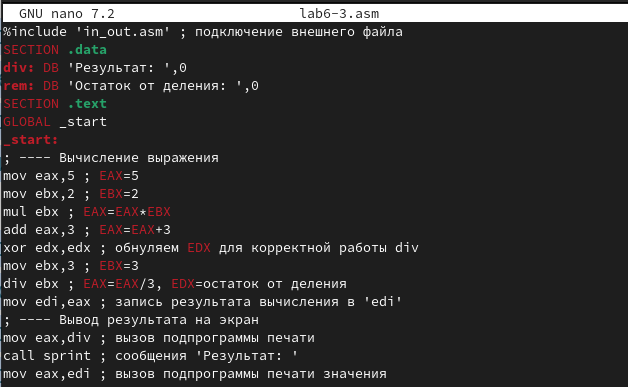 GNU nano 7.2 lab6-3.asm
%include 'in_out.asm' ; подключение внешнего файла
SECTION .data
div: DB 'Результат: ',0
rem: DB 'Остаток от деления: ',0
SECTION .text
GLOBAL _start
_start:
; ---- Вычисление выражения
mov eax,5 ; EAX=5
mov ebx,2 ; EBX=2
mul ebx ; EAX=EAX*EBX
add eax,3 ; EAX=EAX+3
xor edx,edx ; обнуляем EDX для корректной работы div
mov ebx,3 ; EBX=3
div ebx ; EAX=EAX/3, EDX=остаток от деления
mov edi,eax ; запись результата вычисления в 'edi'
; ---- Вывод результата на экран
mov eax,div ; вызов подпрограммы печати
call sprint ; сообщения 'Результат: '
mov eax,edi ; вызов подпрограммы печати значения